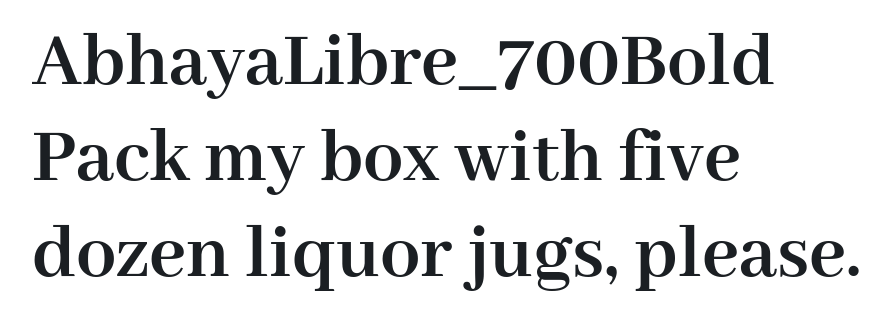 AbhayaLibre_700Bold
Pack my box with five
dozen liquor jugs, please.